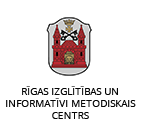 RĪGAS IZGLĪTĪBAS UN
INFORMATĪVI METODISKAIS
CENTRS